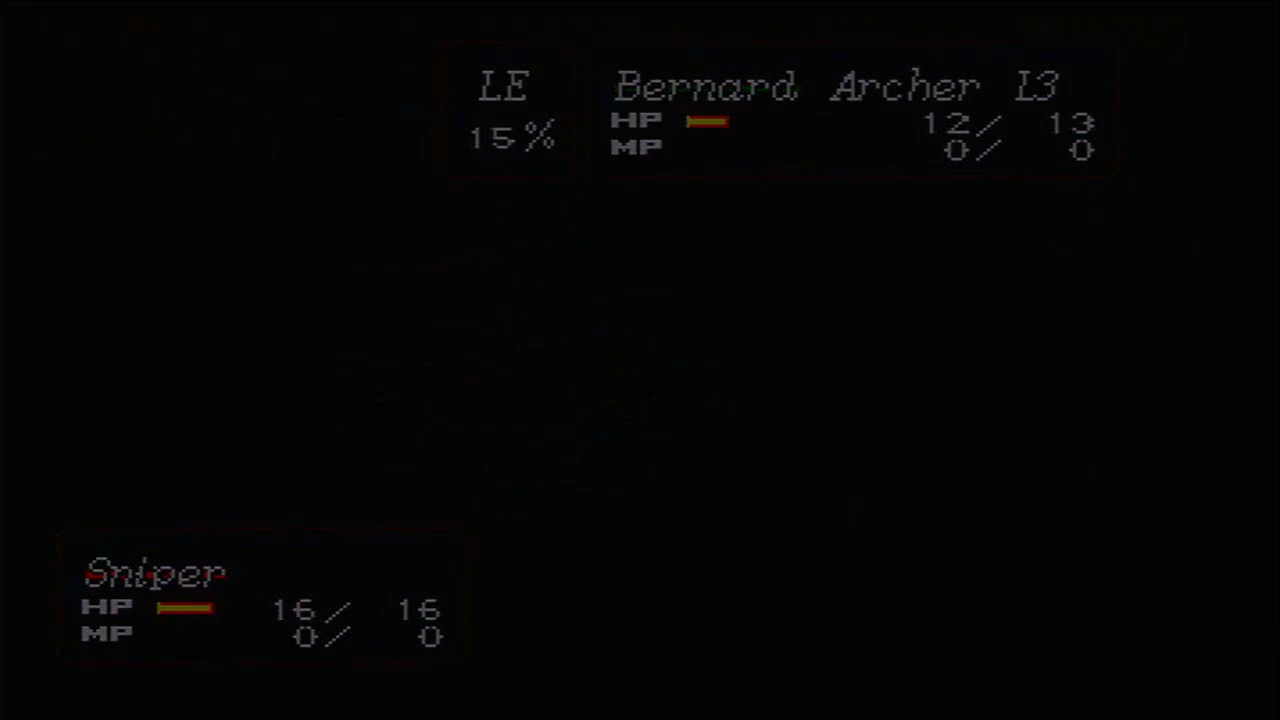 LE
15%
Bernard Archer L3
HP 12/ 13
MP 0/ 0
Sniper
HP 16/ 16
MP 0/ 0